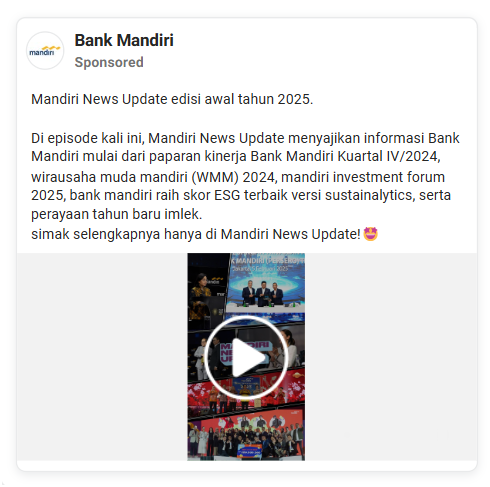 mandiri
Bank Mandiri
Sponsored
Mandiri News Update edisi awal tahun 2025.
Di episode kali ini, Mandiri News Update menyajikan informasi Bank
Mandiri mulai dari paparan kinerja Bank Mandiri Kuartal IV/2024,
wirausaha muda mandiri (WMM) 2024, mandiri investment forum
2025, bank mandiri raih skor ESG terbaik versi sustainalytics, serta
perayaan tahun baru imlek.
simak selengkapnya hanya di Mandiri News Update! 🤩
MANDIRI
NEWS
UPDATE